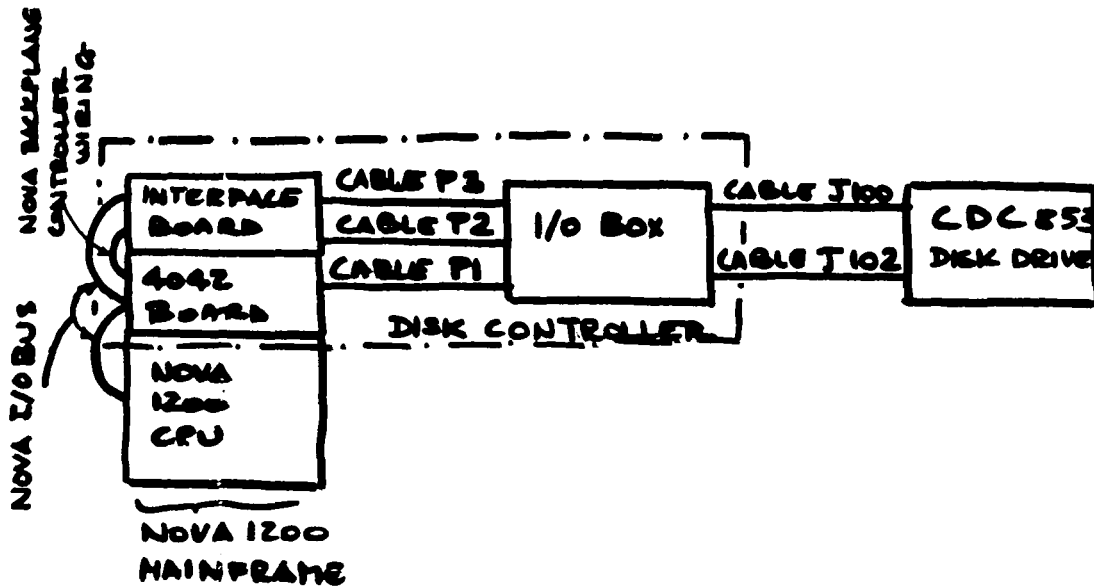 NOVA BACKPLANE
CONTROLLER
WIRING
INTERFACE
BOARD
CABLE P3
CABLE P2
CABLE P1
I/O BOX
CABLE J100
CABLE J102
CDC 853
DISK DRIVE
4042
BOARD
DISK CONTROLLER
NOVA I/O BUS
NOVA
1200
CPU
NOVA 1200
MAINFRAME